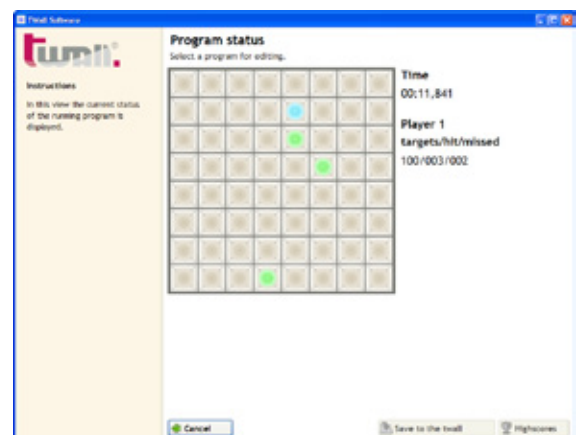 TWall Software
twall®
Program status
Select a program for editing.
Instructions
In this view the current status
of the running program is
displayed.
Time
00:11,841
Player 1
targets/hit/missed
100/003/002
Cancel
Save to the twall
Highscores